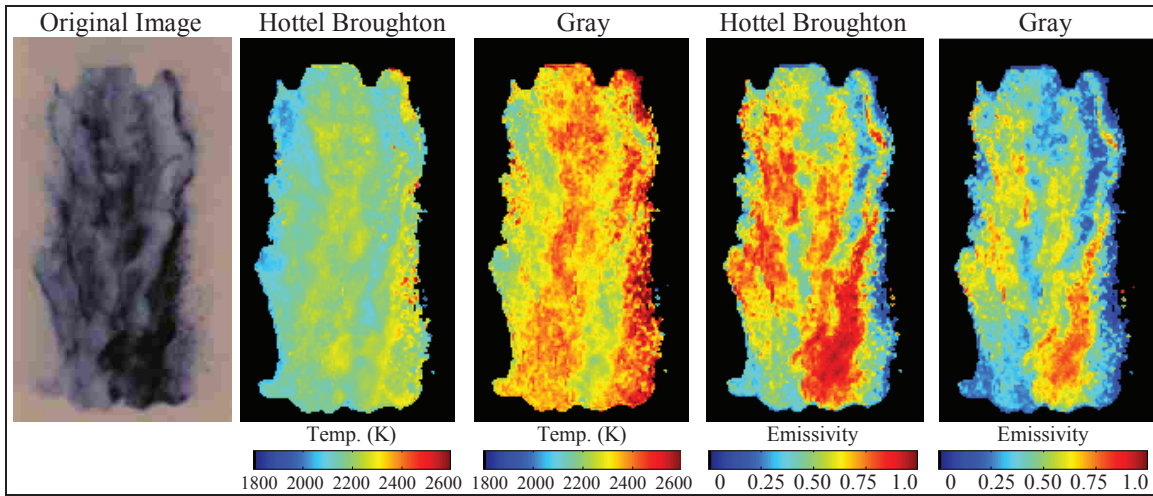 Original Image Hottel Broughton Gray Hottel Broughton Gray
Temp. (K) Temp. (K) Emissivity Emissivity
1800 2000 2200 2400 2600 1800 2000 2200 2400 2600 0 0.25 0.50 0.75 1.0 0 0.25 0.50 0.75 1.0